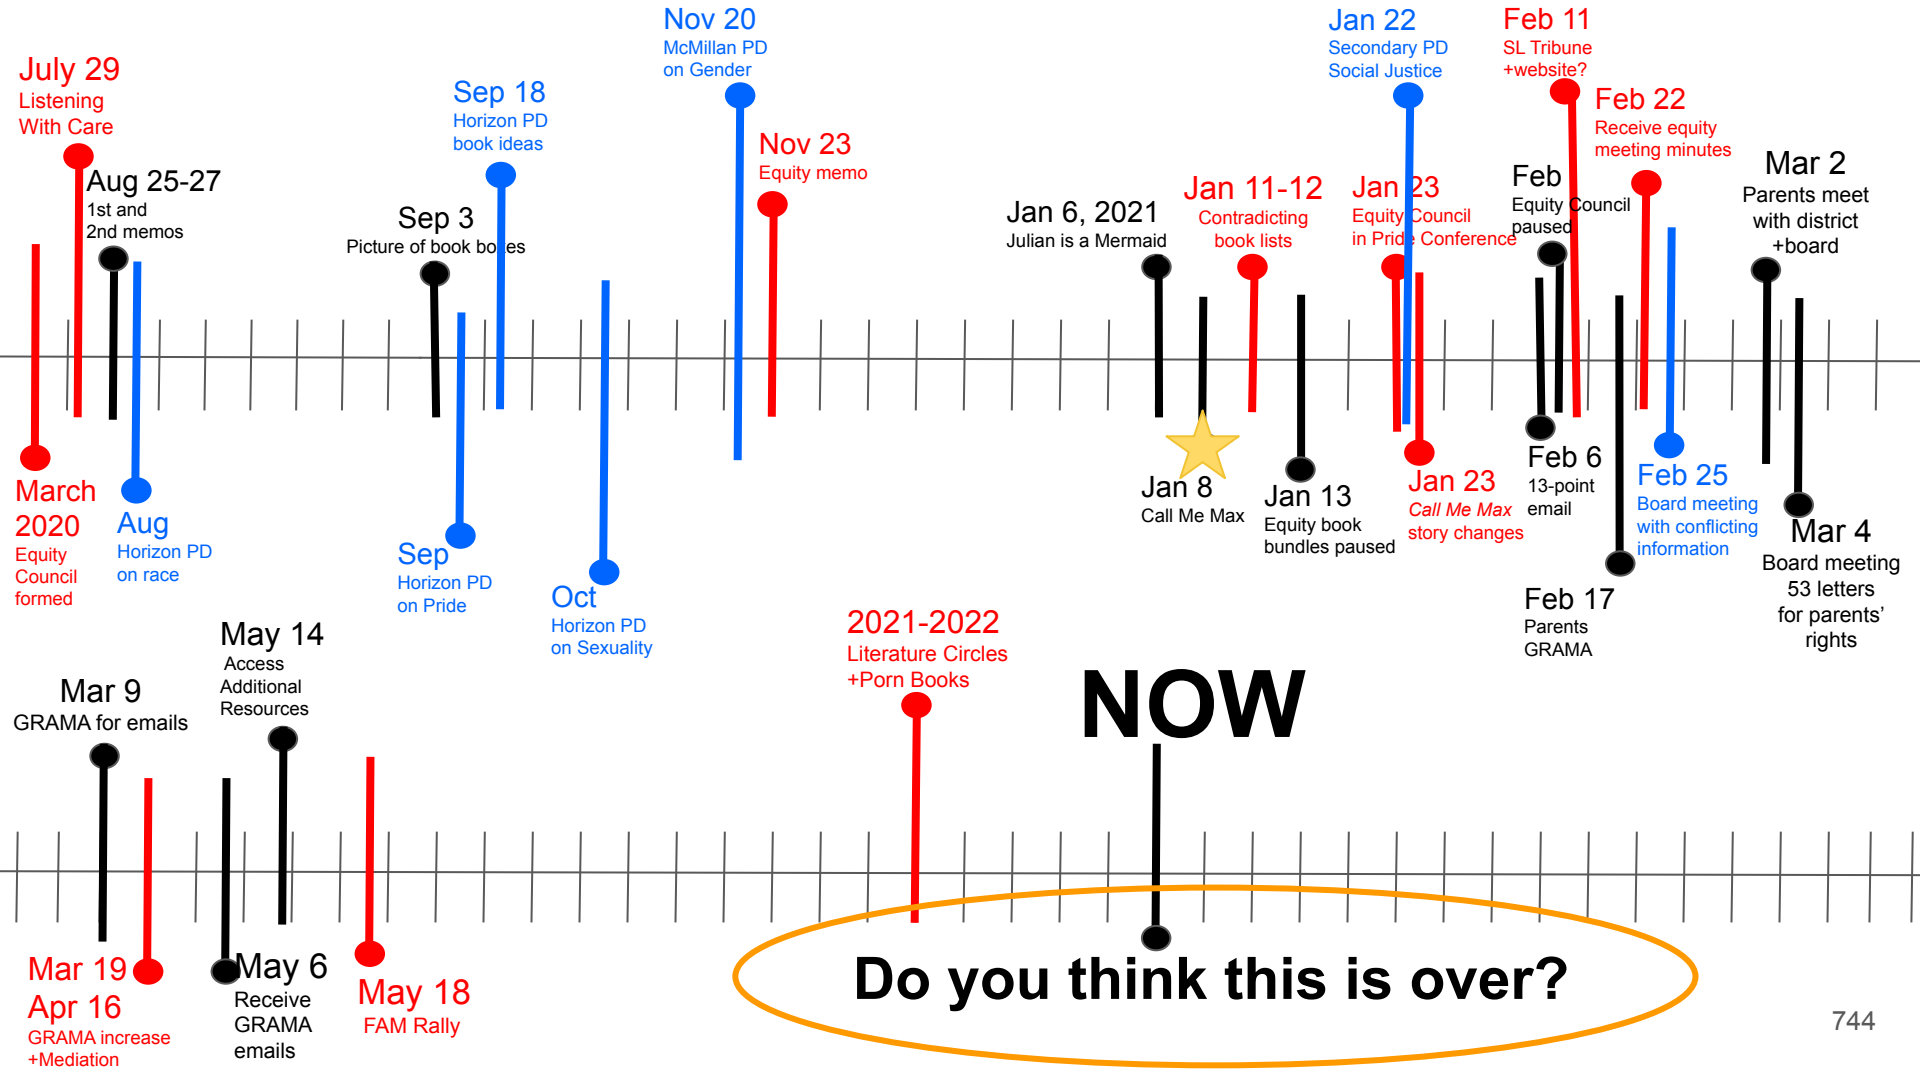 July 29
Listening
With Care
Aug 25-27
1st and
2nd memos
Sep 3
Picture of book boxes
Sep 18
Horizon PD
book ideas
Nov 20
McMillan PD
on Gender
Nov 23
Equity memo
Jan 6, 2021
Julian is a Mermaid
Jan 11-12
Contradicting
book lists
Jan 22
Secondary PD
Social Justice
Jan 23
Equity Council
in Pride Conference
Feb 11
SL Tribune
+website?
Feb
Equity Council
paused
Feb 22
Receive equity
meeting minutes
Mar 2
Parents meet
with district
+board
March
2020
Equity
Council
formed
Aug
Horizon PD
on race
Sep
Horizon PD
on Pride
Oct
Horizon PD
on Sexuality
Jan 8
Call Me Max
Jan 13
Equity book
bundles paused
Jan 23
Call Me Max
story changes
Feb 6
13-point
email
Feb 17
Parents
GRAMA
Feb 25
Board meeting
with conflicting
information
Mar 4
Board meeting
53 letters
for parents’
rights
Mar 9
GRAMA for emails
May 14
Access
Additional
Resources
2021-2022
Literature Circles
+Porn Books
NOW
Mar 19
Apr 16
GRAMA increase
+Mediation
May 6
Receive
GRAMA
emails
May 18
FAM Rally
Do you think this is over?
744